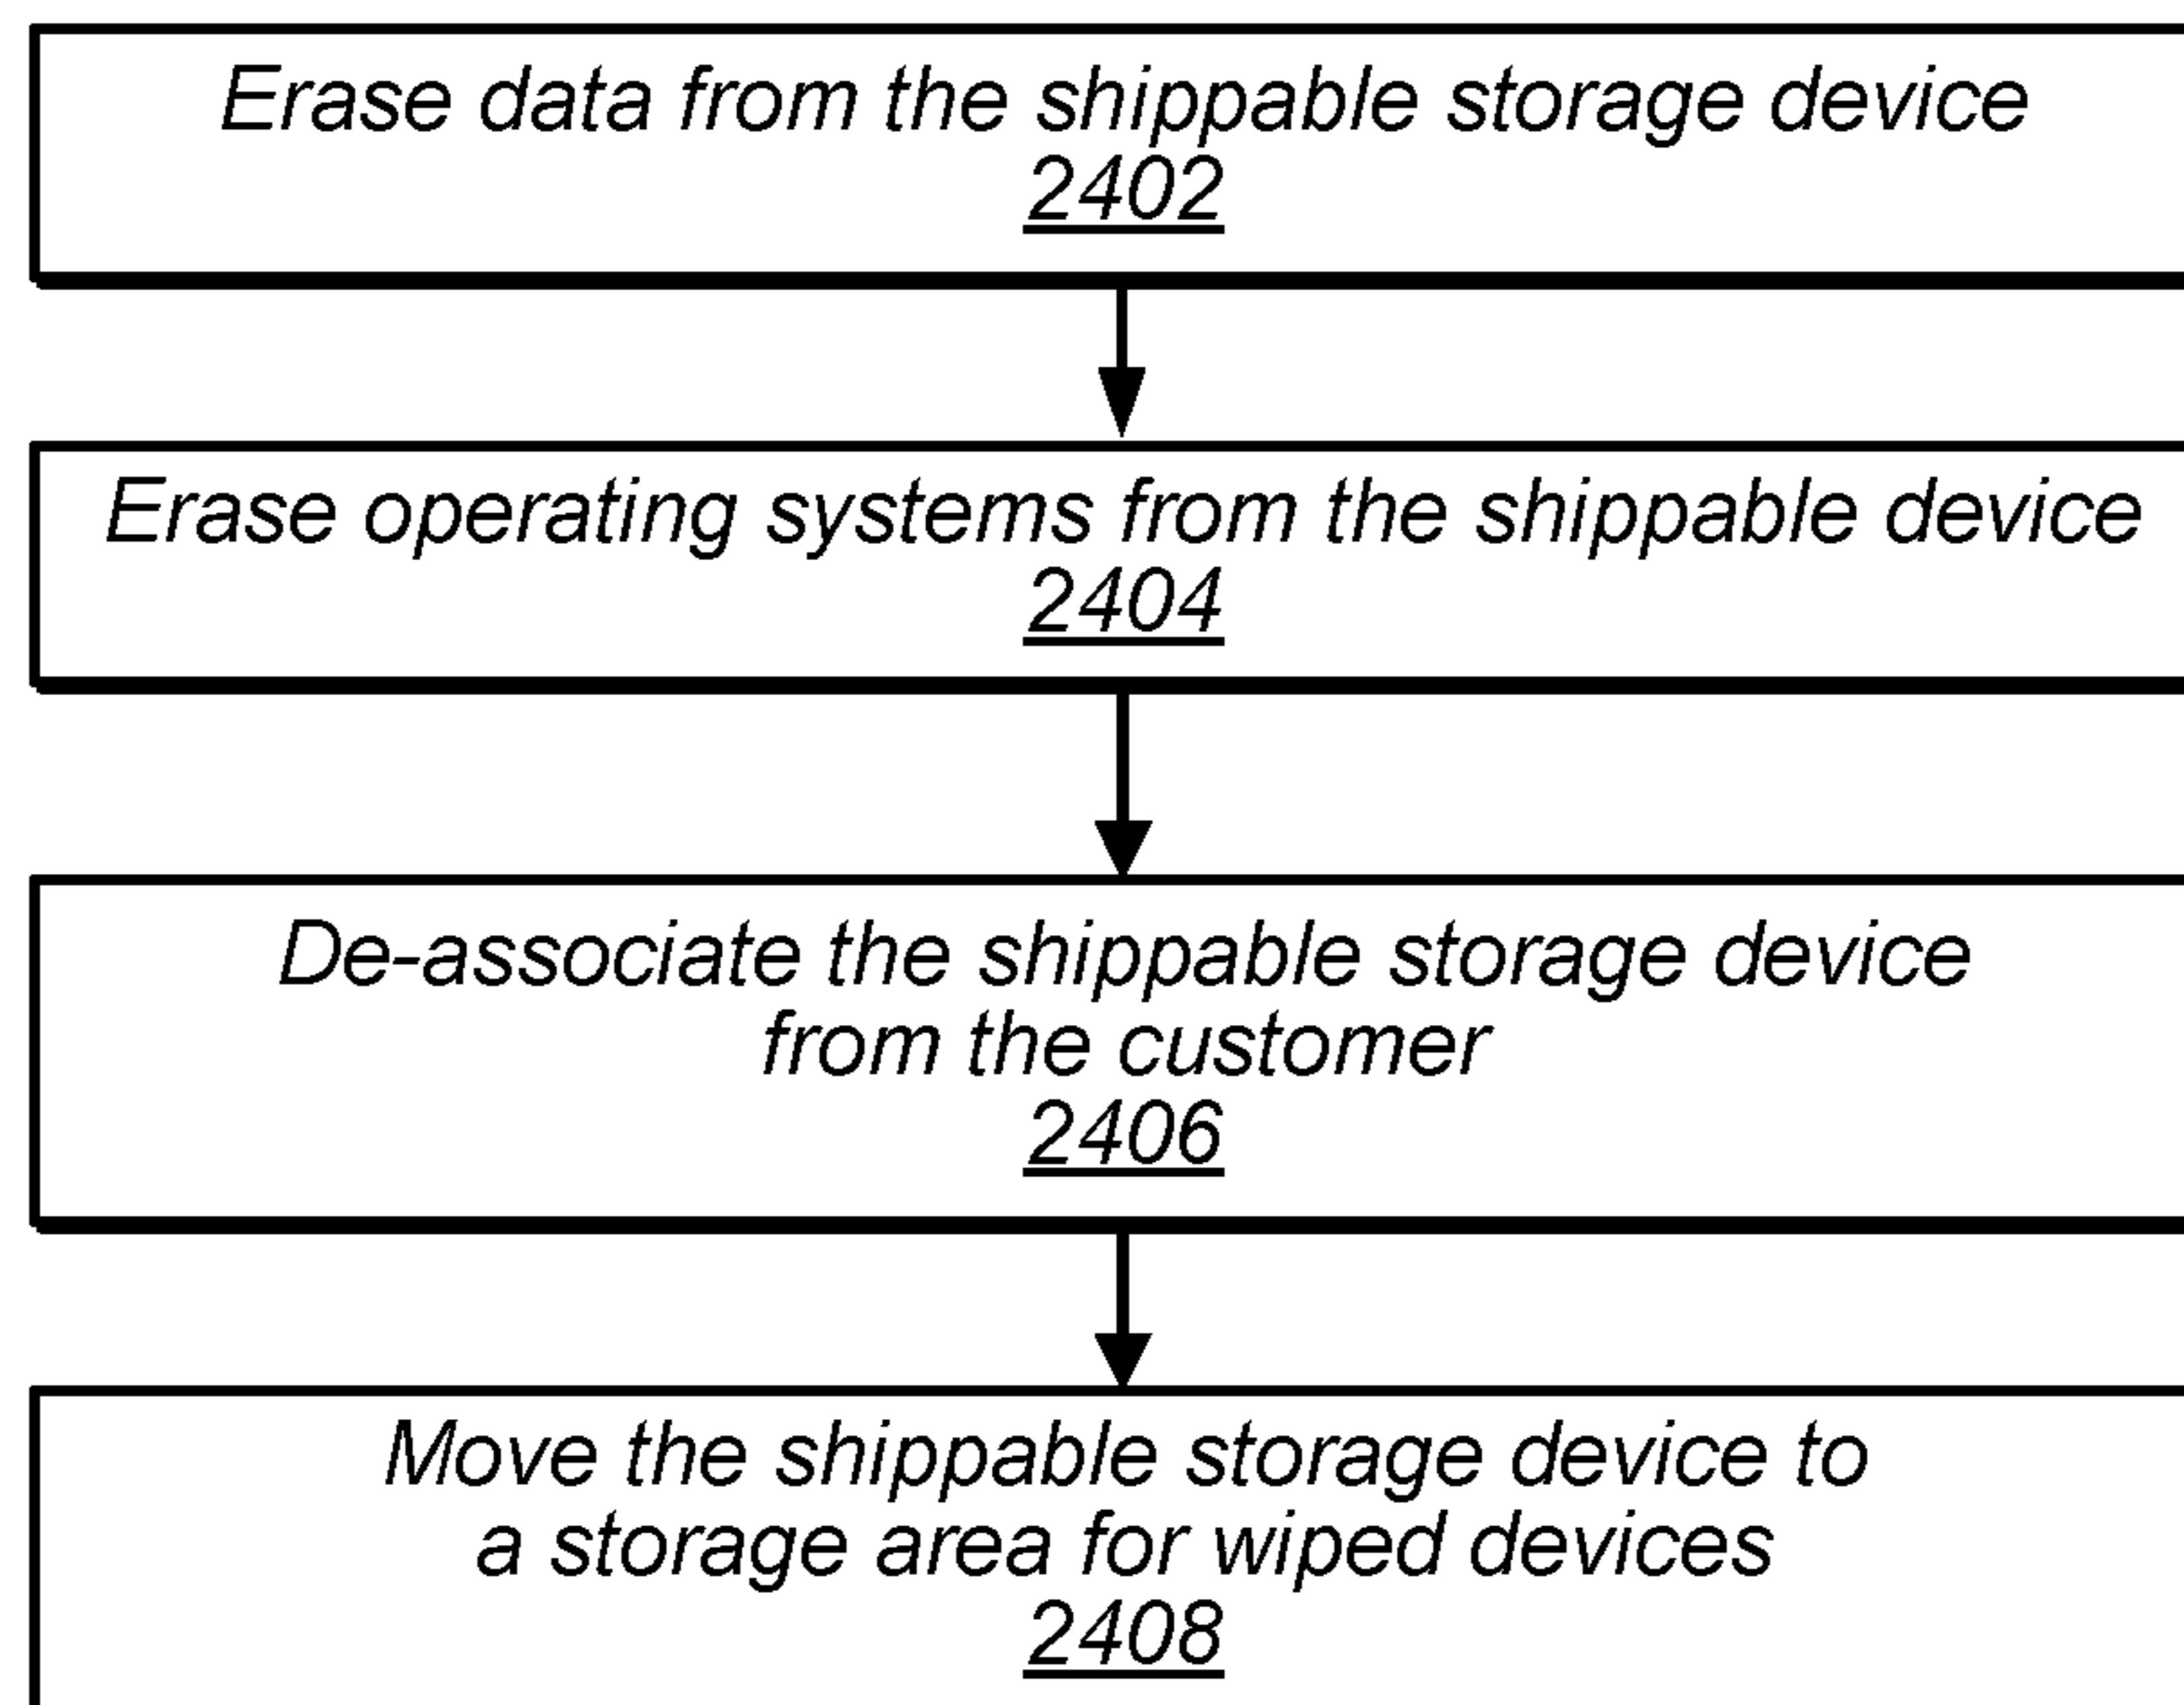 Erase data from the shippable storage device
2402
Erase operating systems from the shippable device
2404
De-associate the shippable storage device
from the customer
2406
Move the shippable storage device to
a storage area for wiped devices
2408